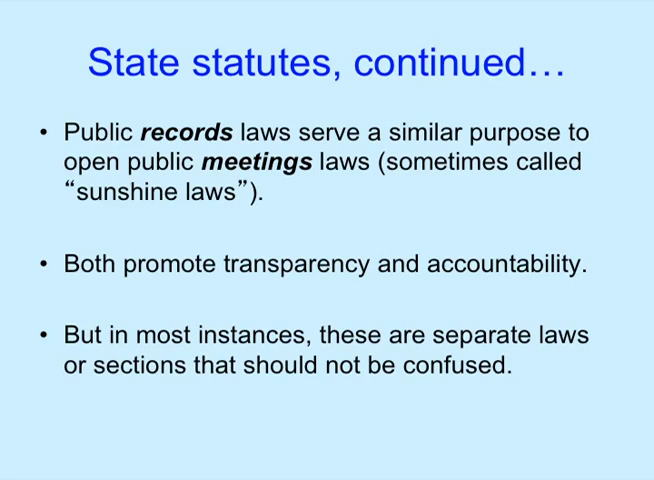 State statutes, continued…
• Public records laws serve a similar purpose to
open public meetings laws (sometimes called
“sunshine laws”).
• Both promote transparency and accountability.
• But in most instances, these are separate laws
or sections that should not be confused.